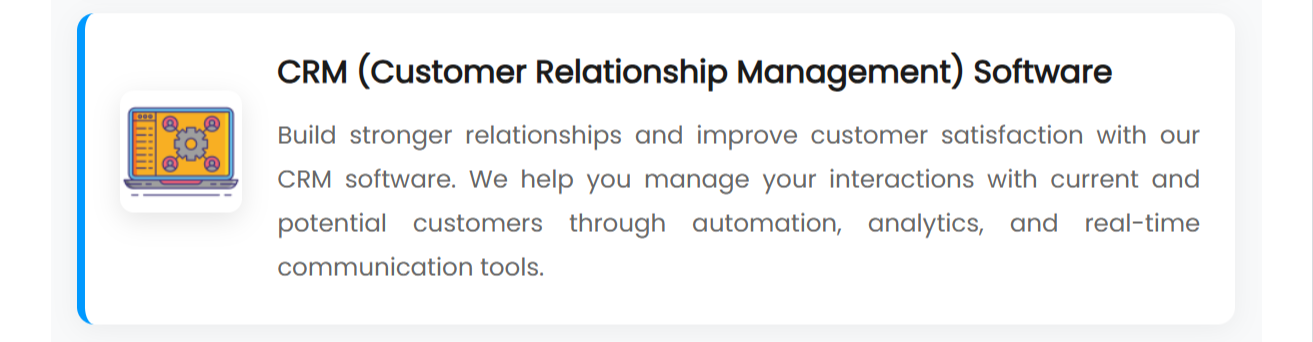 CRM (Customer Relationship Management) Software
Build stronger relationships and improve customer satisfaction with our
CRM software. We help you manage your interactions with current and
potential customers through automation, analytics, and real-time
communication tools.